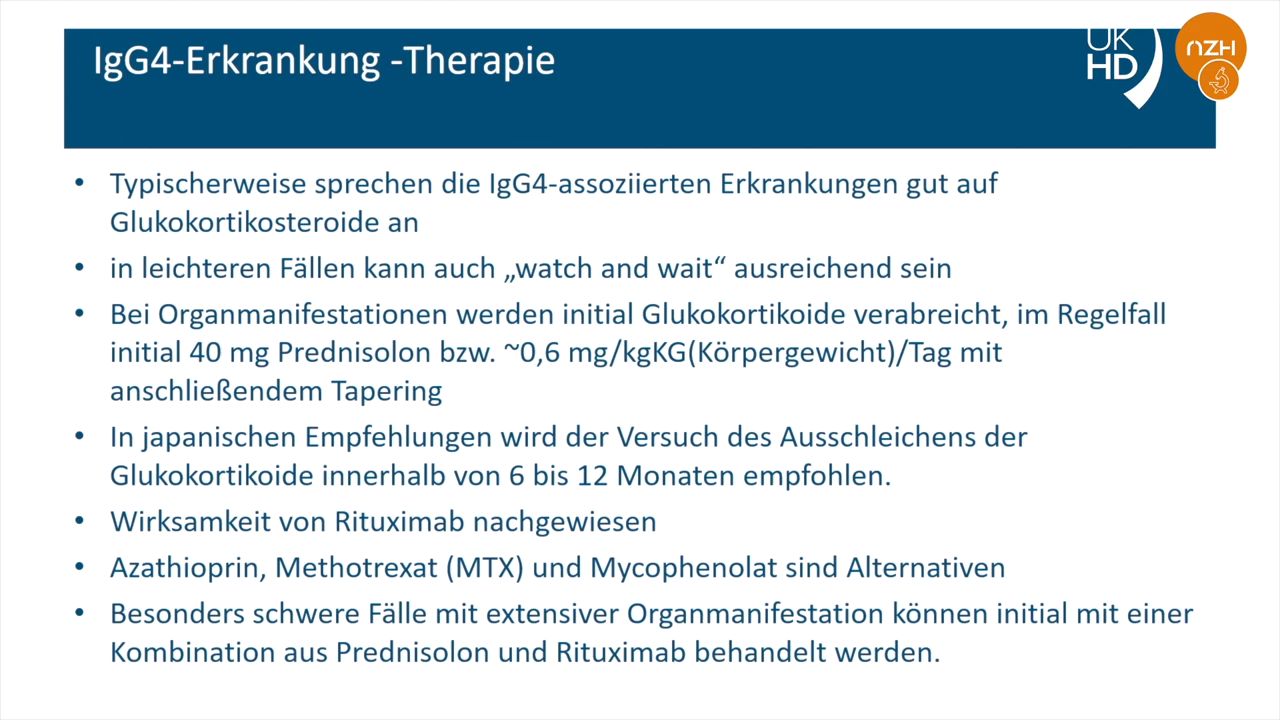 IgG4-Erkrankung -Therapie
UK
HD
nZH
• Typischerweise sprechen die IgG4-assoziierten Erkrankungen gut auf
Glukokortikosteroide an
• in leichteren Fällen kann auch „watch and wait“ ausreichend sein
• Bei Organmanifestationen werden initial Glukokortikoide verabreicht, im Regelfall
initial 40 mg Prednisolon bzw. ~0,6 mg/kgKG(Körpergewicht)/Tag mit
anschließendem Tapering
• In japanischen Empfehlungen wird der Versuch des Ausschleichens der
Glukokortikoide innerhalb von 6 bis 12 Monaten empfohlen.
• Wirksamkeit von Rituximab nachgewiesen
• Azathioprin, Methotrexat (MTX) und Mycophenolat sind Alternativen
• Besonders schwere Fälle mit extensiver Organmanifestation können initial mit einer
Kombination aus Prednisolon und Rituximab behandelt werden.